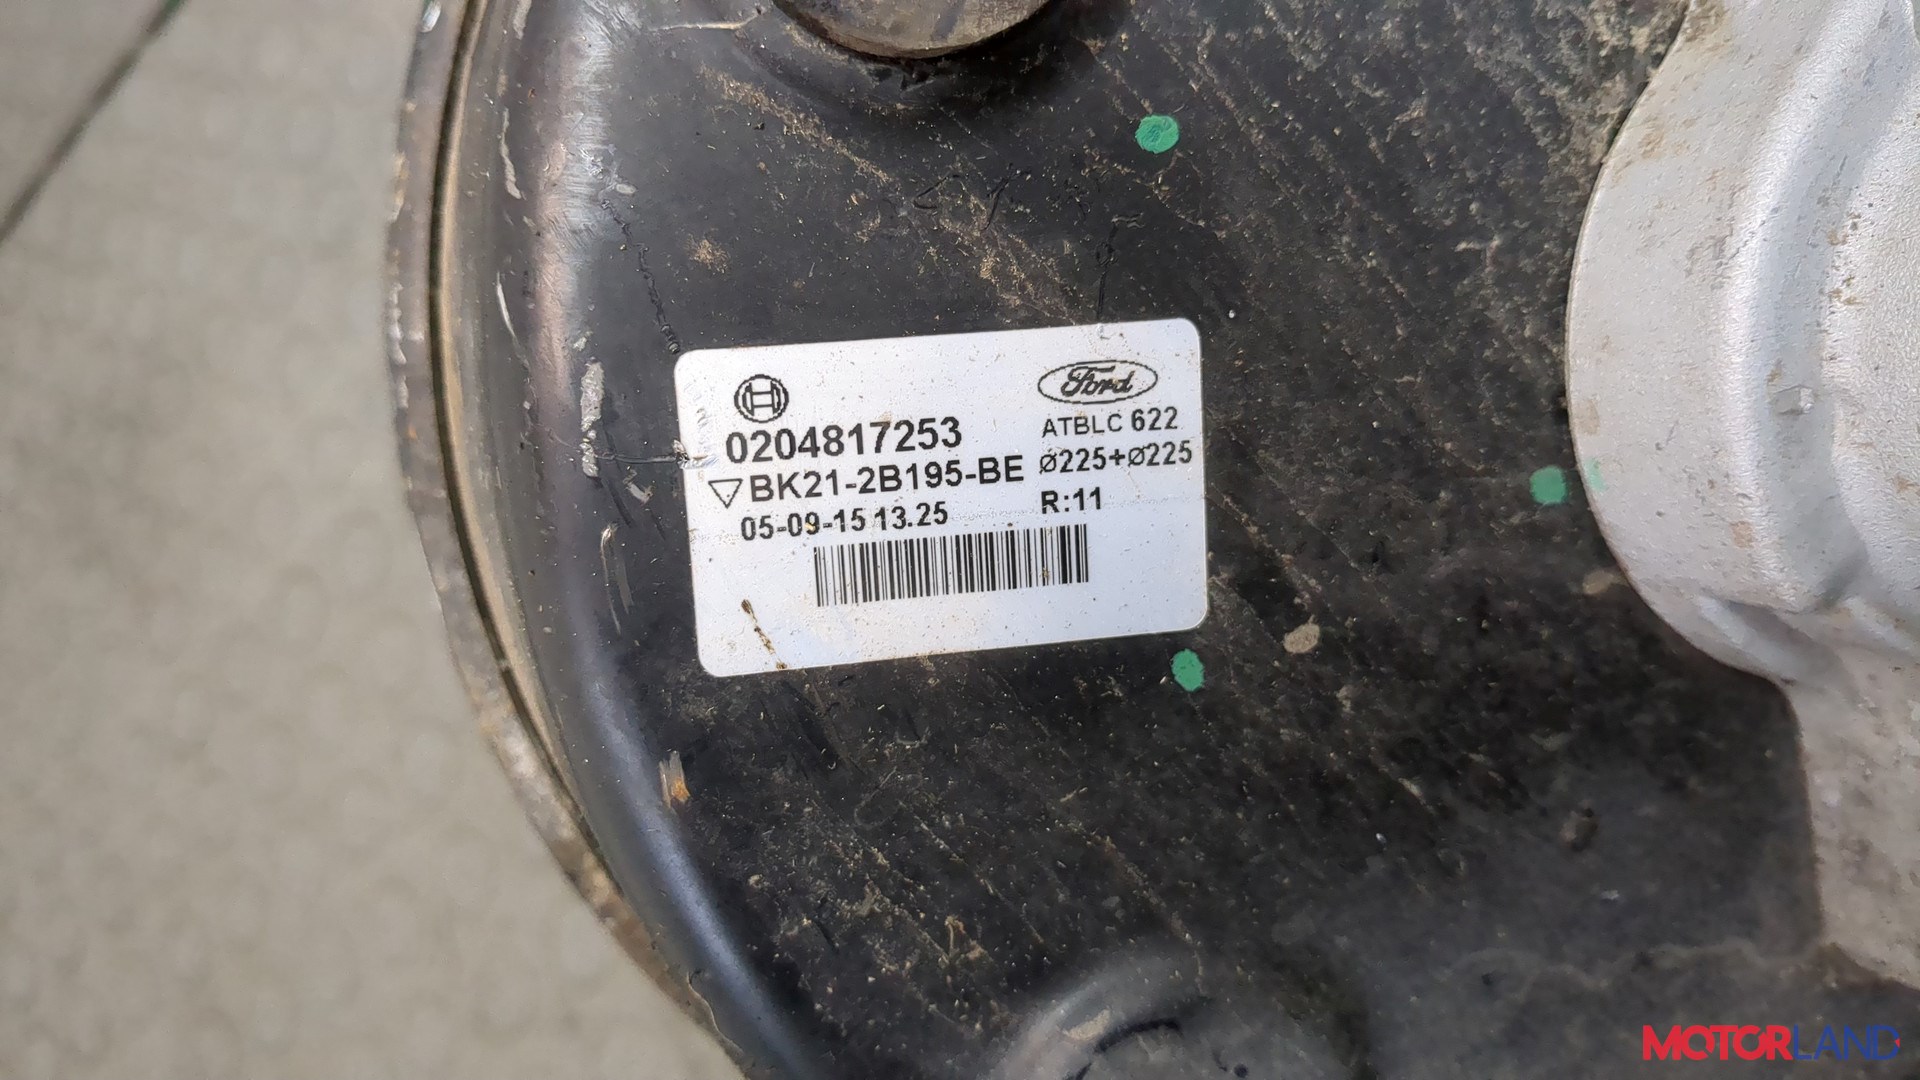 Ford
0204817253
ATBLC 622
BK21-2B195-BE
Ø225+Ø225
05-09-15 13.25
R:11
MOTORLAND